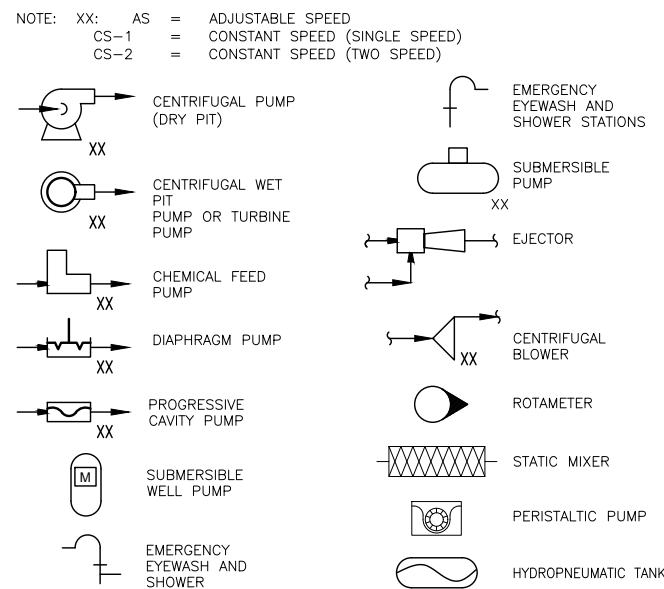 NOTE: XX: AS = ADJUSTABLE SPEED
CS-1 = CONSTANT SPEED (SINGLE SPEED)
CS-2 = CONSTANT SPEED (TWO SPEED)
CENTRIFUGAL PUMP
(DRY PIT)
XX
CENTRIFUGAL WET
PIT
PUMP OR TURBINE
PUMP
XX
CHEMICAL FEED
PUMP
XX
DIAPHRAGM PUMP
XX
PROGRESSIVE
CAVITY PUMP
XX
M
SUBMERSIBLE
WELL PUMP
EMERGENCY
EYEWASH AND
SHOWER
EMERGENCY
EYEWASH AND
SHOWER STATIONS
SUBMERSIBLE
PUMP
XX
EJECTOR
CENTRIFUGAL
BLOWER
XX
ROTAMETER
STATIC MIXER
PERISTALTIC PUMP
HYDROPNEUMATIC TANK